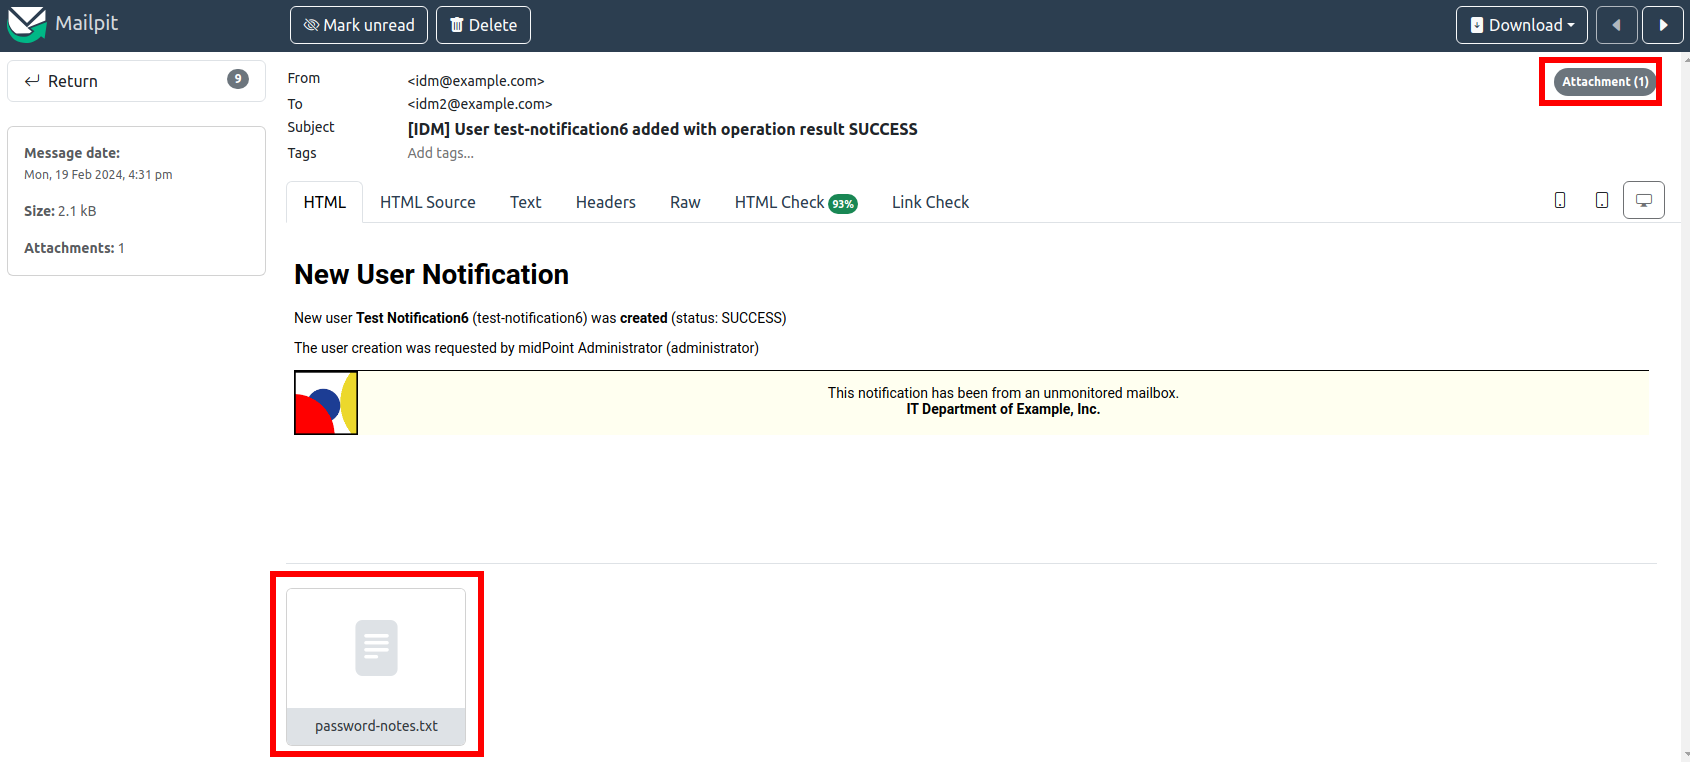 Mailpit
Mark unread
Delete
Download
Return
9
Message date:
Mon, 19 Feb 2024, 4:31 pm
Size: 2.1 kB
Attachments: 1
From <idm@example.com>
To <idm2@example.com>
Subject [IDM] User test-notification6 added with operation result SUCCESS
Tags Add tags...
Attachment (1)
HTML HTML Source Text Headers Raw HTML Check 93% Link Check
New User Notification
New user Test Notification6 (test-notification6) was created (status: SUCCESS)
The user creation was requested by midPoint Administrator (administrator)
This notification has been from an unmonitored mailbox.
IT Department of Example, Inc.
password-notes.txt